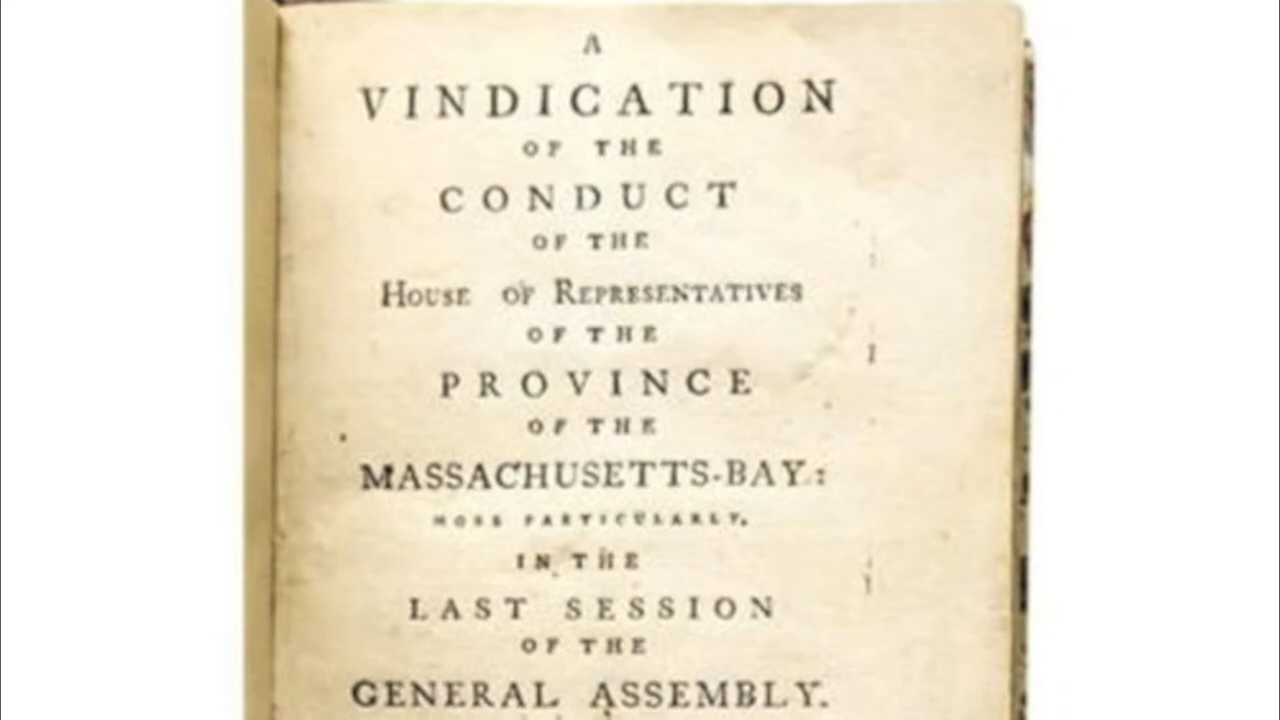 A
VINDICATION
OF THE
CONDUCT
OF THE
HOUSE OF REPRESENTATIVES
OF THE
PROVINCE
OF THE
MASSACHUSETTS-BAY:
MORE PARTICULARLY,
IN THE
LAST SESSION
OF THE
GENERAL ASSEMBLY.